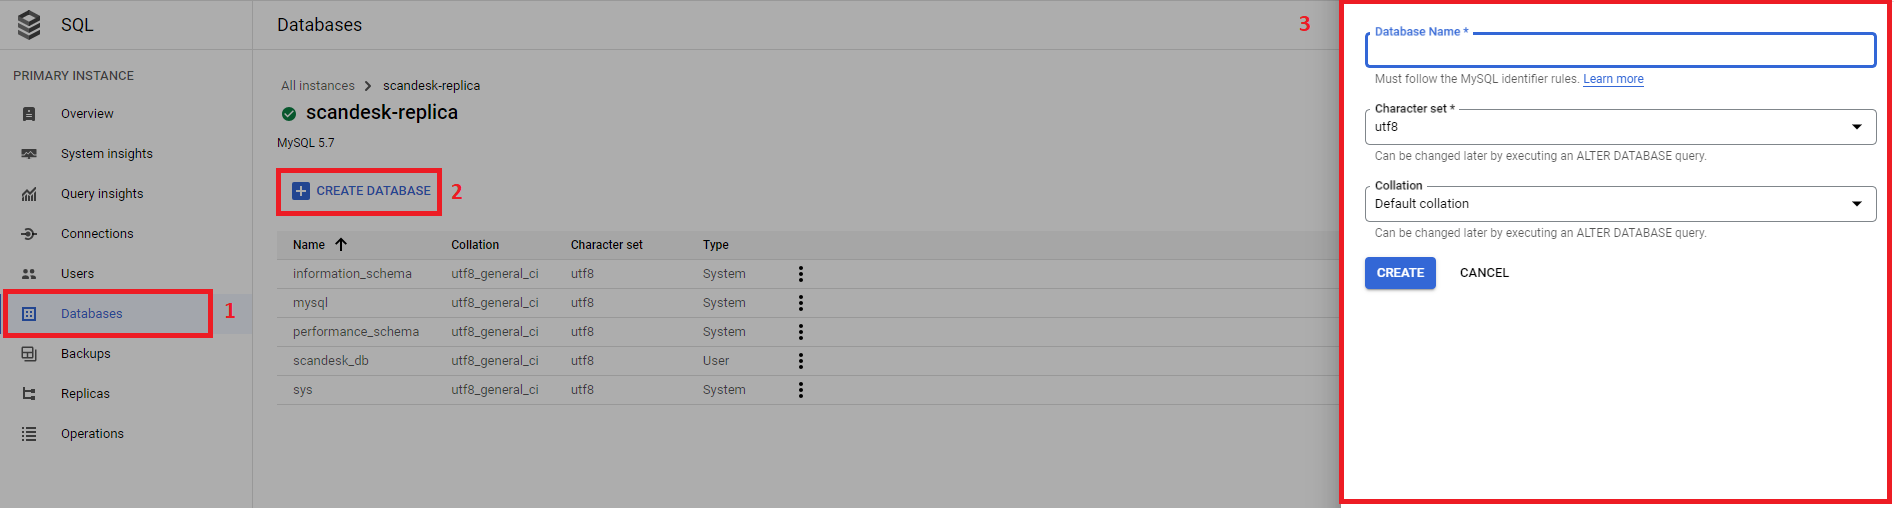 SQL
PRIMARY INSTANCE
Overview
System insights
Query insights
Connections
Users
Databases
1
Backups
Replicas
Operations
Databases
3
All instances
scandesk-replica
scandesk-replica
MySQL 5.7
CREATE DATABASE
2
Name Collation Character set Type
information_schema utf8_general_ci utf8 System
mysql utf8_general_ci utf8 System
performance_schema utf8_general_ci utf8 System
scandesk_db utf8_general_ci utf8 User
sys utf8_general_ci utf8 System
Database Name *
Must follow the MySQL identifier rules. Learn more
Character set *
utf8
Can be changed later by executing an ALTER DATABASE query.
Collation
Default collation
Can be changed later by executing an ALTER DATABASE query.
CREATE CANCEL